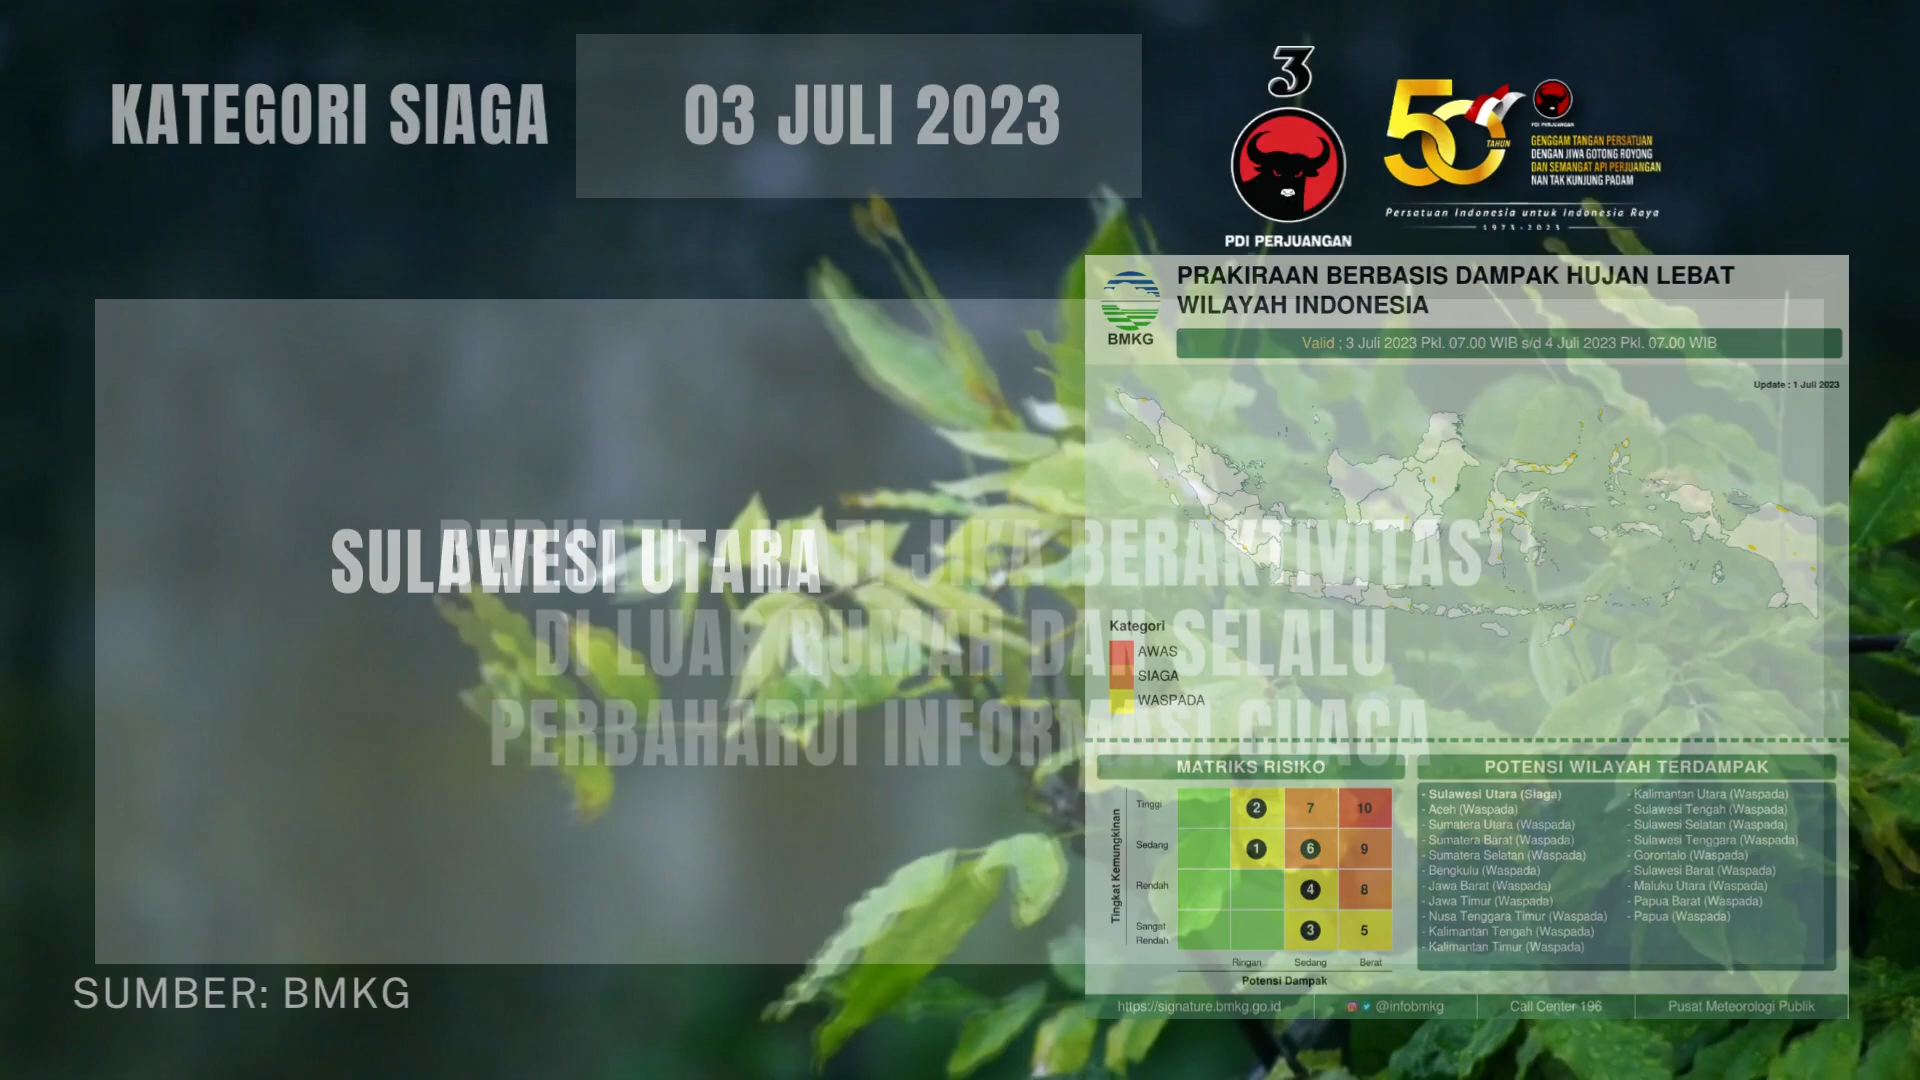 KATEGORI SIAGA
03 JULI 2023
3
PDI PERJUANGAN
50 TAHUN
PDI PERJUANGAN
GENGGAM TANGAN PERSATUAN
DENGAN JIWA GOTONG ROYONG
DAN SEMANGAT API PERJUANGAN
NAN TAK KUNJUNG PADAM
Persatuan Indonesia untuk Indonesia Raya
1973-2023
BMKG
PRAKIRAAN BERBASIS DAMPAK HUJAN LEBAT
WILAYAH INDONESIA
Valid : 3 Juli 2023 Pkl. 07.00 WIB s/d 4 Juli 2023 Pkl. 07.00 WIB
Update : 1 Juli 2023
SULAWESI UTARA
JIKA BERAKTIVITAS
DI LUAR RUMAH DAN SELALU
PERBAHARUI INFORMASI CUACA
Kategori
AWAS
SIAGA
WASPADA
MATRIKS RISIKO
Tingkat Kemungkinan
Tinggi 2 7 10
Sedang 1 6 9
Rendah 4 8
Sangat Rendah 3 5
Ringan Sedang Berat
Potensi Dampak
POTENSI WILAYAH TERDAMPAK
- Sulawesi Utara (Siaga)
- Aceh (Waspada)
- Sumatera Utara (Waspada)
- Sumatera Barat (Waspada)
- Sumatera Selatan (Waspada)
- Bengkulu (Waspada)
- Jawa Barat (Waspada)
- Jawa Timur (Waspada)
- Nusa Tenggara Timur (Waspada)
- Kalimantan Tengah (Waspada)
- Kalimantan Timur (Waspada)
- Kalimantan Utara (Waspada)
- Sulawesi Tengah (Waspada)
- Sulawesi Selatan (Waspada)
- Sulawesi Tenggara (Waspada)
- Gorontalo (Waspada)
- Sulawesi Barat (Waspada)
- Maluku Utara (Waspada)
- Papua Barat (Waspada)
- Papua (Waspada)
https://signature.bmkg.go.id
@infobmkg
Call Center 196
Pusat Meteorologi Publik
SUMBER: BMKG